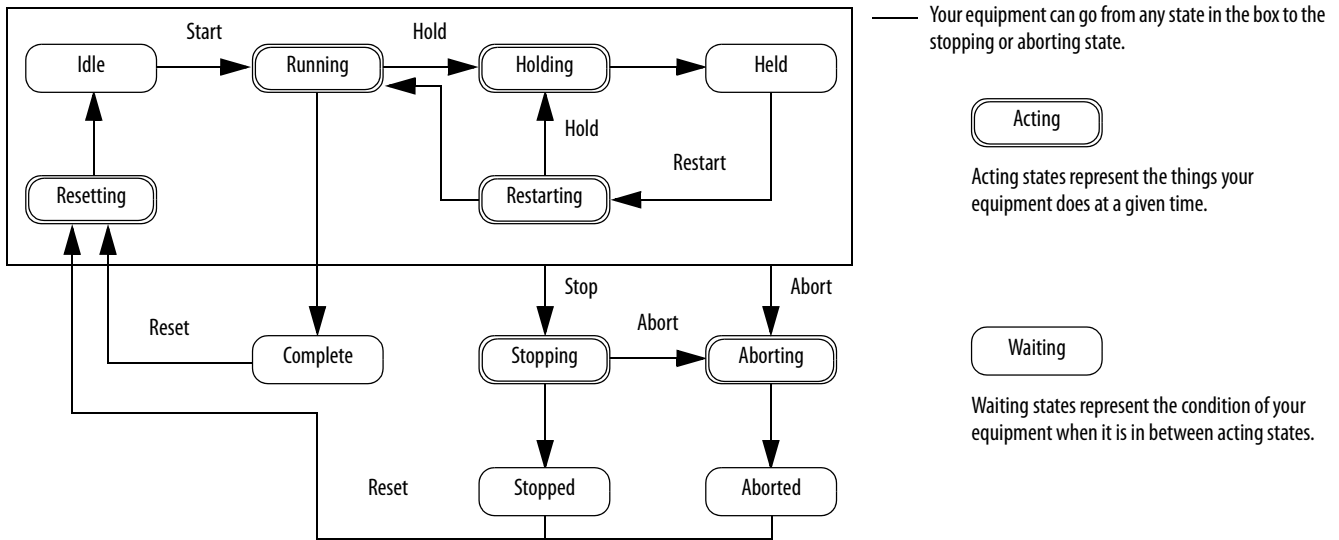 Your equipment can go from any state in the box to the
stopping or aborting state.
Start
Hold
Idle
Running
Holding
Held
Acting
Hold
Restart
Resetting
Restarting
Acting states represent the things your
equipment does at a given time.
Stop
Abort
Reset
Abort
Complete
Stopping
Aborting
Waiting
Waiting states represent the condition of your
equipment when it is in between acting states.
Reset
Stopped
Aborted